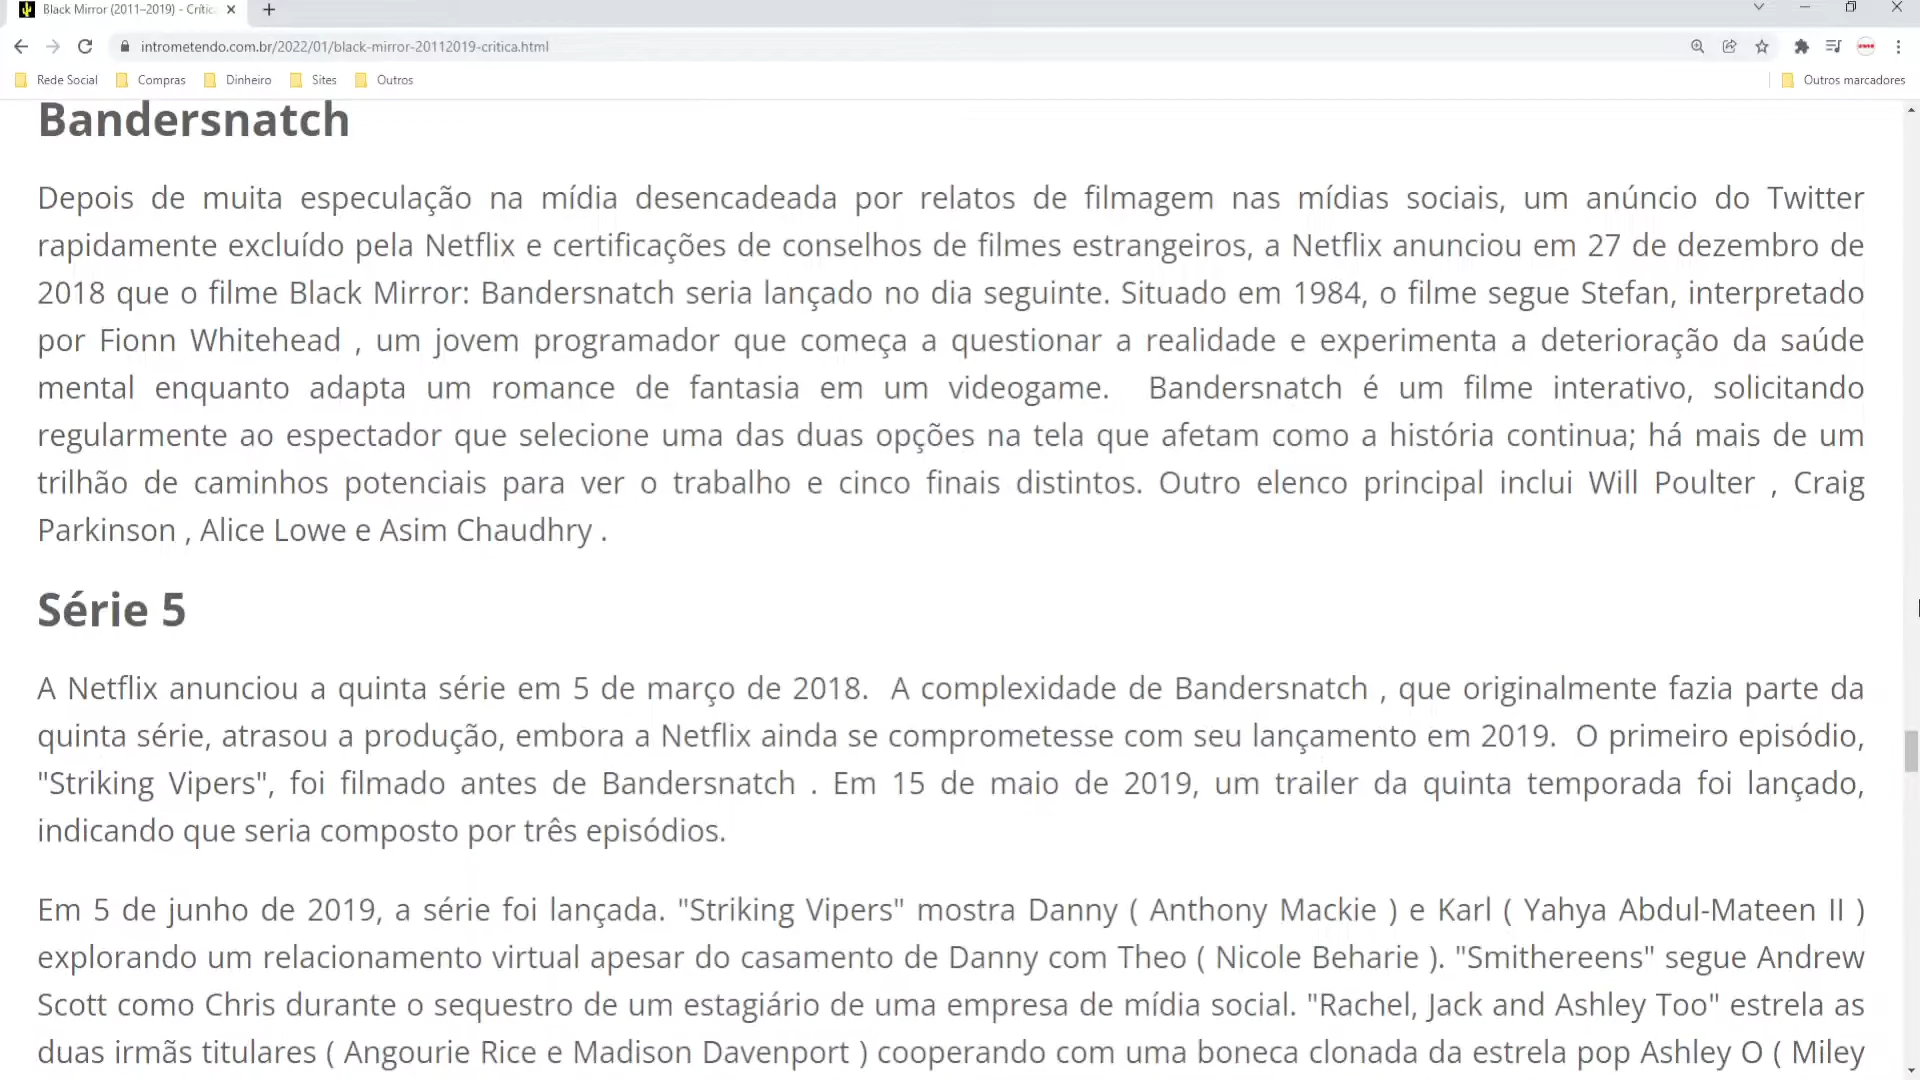 Black Mirror (2011–2019) - Crític
intrometendo.com.br/2022/01/black-mirror-20112019-critica.html
Rede Social Compras Dinheiro Sites Outros Outros marcadores
Bandersnatch
Depois de muita especulação na mídia desencadeada por relatos de filmagem nas mídias sociais, um anúncio do Twitter
rapidamente excluído pela Netflix e certificações de conselhos de filmes estrangeiros, a Netflix anunciou em 27 de dezembro de
2018 que o filme Black Mirror: Bandersnatch seria lançado no dia seguinte. Situado em 1984, o filme segue Stefan, interpretado
por Fionn Whitehead , um jovem programador que começa a questionar a realidade e experimenta a deterioração da saúde
mental enquanto adapta um romance de fantasia em um videogame.  Bandersnatch é um filme interativo, solicitando
regularmente ao espectador que selecione uma das duas opções na tela que afetam como a história continua; há mais de um
trilhão de caminhos potenciais para ver o trabalho e cinco finais distintos. Outro elenco principal inclui Will Poulter , Craig
Parkinson , Alice Lowe e Asim Chaudhry .
Série 5
A Netflix anunciou a quinta série em 5 de março de 2018.  A complexidade de Bandersnatch , que originalmente fazia parte da
quinta série, atrasou a produção, embora a Netflix ainda se comprometesse com seu lançamento em 2019.  O primeiro episódio,
"Striking Vipers", foi filmado antes de Bandersnatch . Em 15 de maio de 2019, um trailer da quinta temporada foi lançado,
indicando que seria composto por três episódios.
Em 5 de junho de 2019, a série foi lançada. "Striking Vipers" mostra Danny ( Anthony Mackie ) e Karl ( Yahya Abdul-Mateen II )
explorando um relacionamento virtual apesar do casamento de Danny com Theo ( Nicole Beharie ). "Smithereens" segue Andrew
Scott como Chris durante o sequestro de um estagiário de uma empresa de mídia social. "Rachel, Jack and Ashley Too" estrela as
duas irmãs titulares ( Angourie Rice e Madison Davenport ) cooperando com uma boneca clonada da estrela pop Ashley O ( Miley